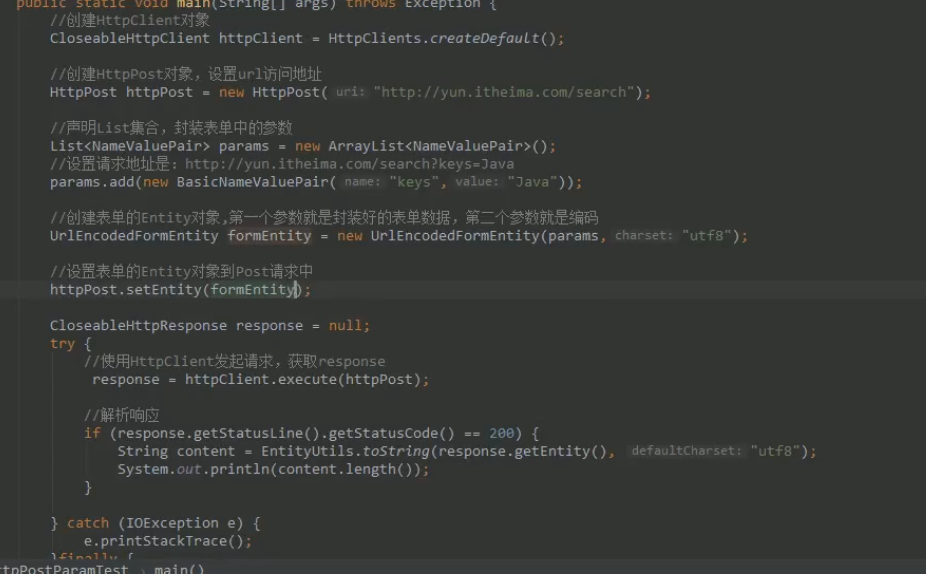 public static void main(String[] args) throws Exception {
//创建HttpClient对象
CloseableHttpClient httpClient = HttpClients.createDefault();
//创建HttpPost对象，设置url访问地址
HttpPost httpPost = new HttpPost( uri: "http://yun.itheima.com/search");
//声明List集合，封装表单中的参数
List<NameValuePair> params = new ArrayList<NameValuePair>();
//设置请求地址是：http://yun.itheima.com/search?keys=Java
params.add(new BasicNameValuePair( name: "keys", value: "Java"));
//创建表单的Entity对象,第一个参数就是封装好的表单数据，第二个参数就是编码
UrlEncodedFormEntity formEntity = new UrlEncodedFormEntity(params, charset: "utf8");
//设置表单的Entity对象到Post请求中
httpPost.setEntity(formEntity);
CloseableHttpResponse response = null;
try {
//使用HttpClient发起请求，获取response
response = httpClient.execute(httpPost);
//解析响应
if (response.getStatusLine().getStatusCode() == 200) {
String content = EntityUtils.toString(response.getEntity(), defaultCharset: "utf8");
System.out.println(content.length());
}
} catch (IOException e) {
e.printStackTrace();
}finally {
ttpPostParamTest › main()